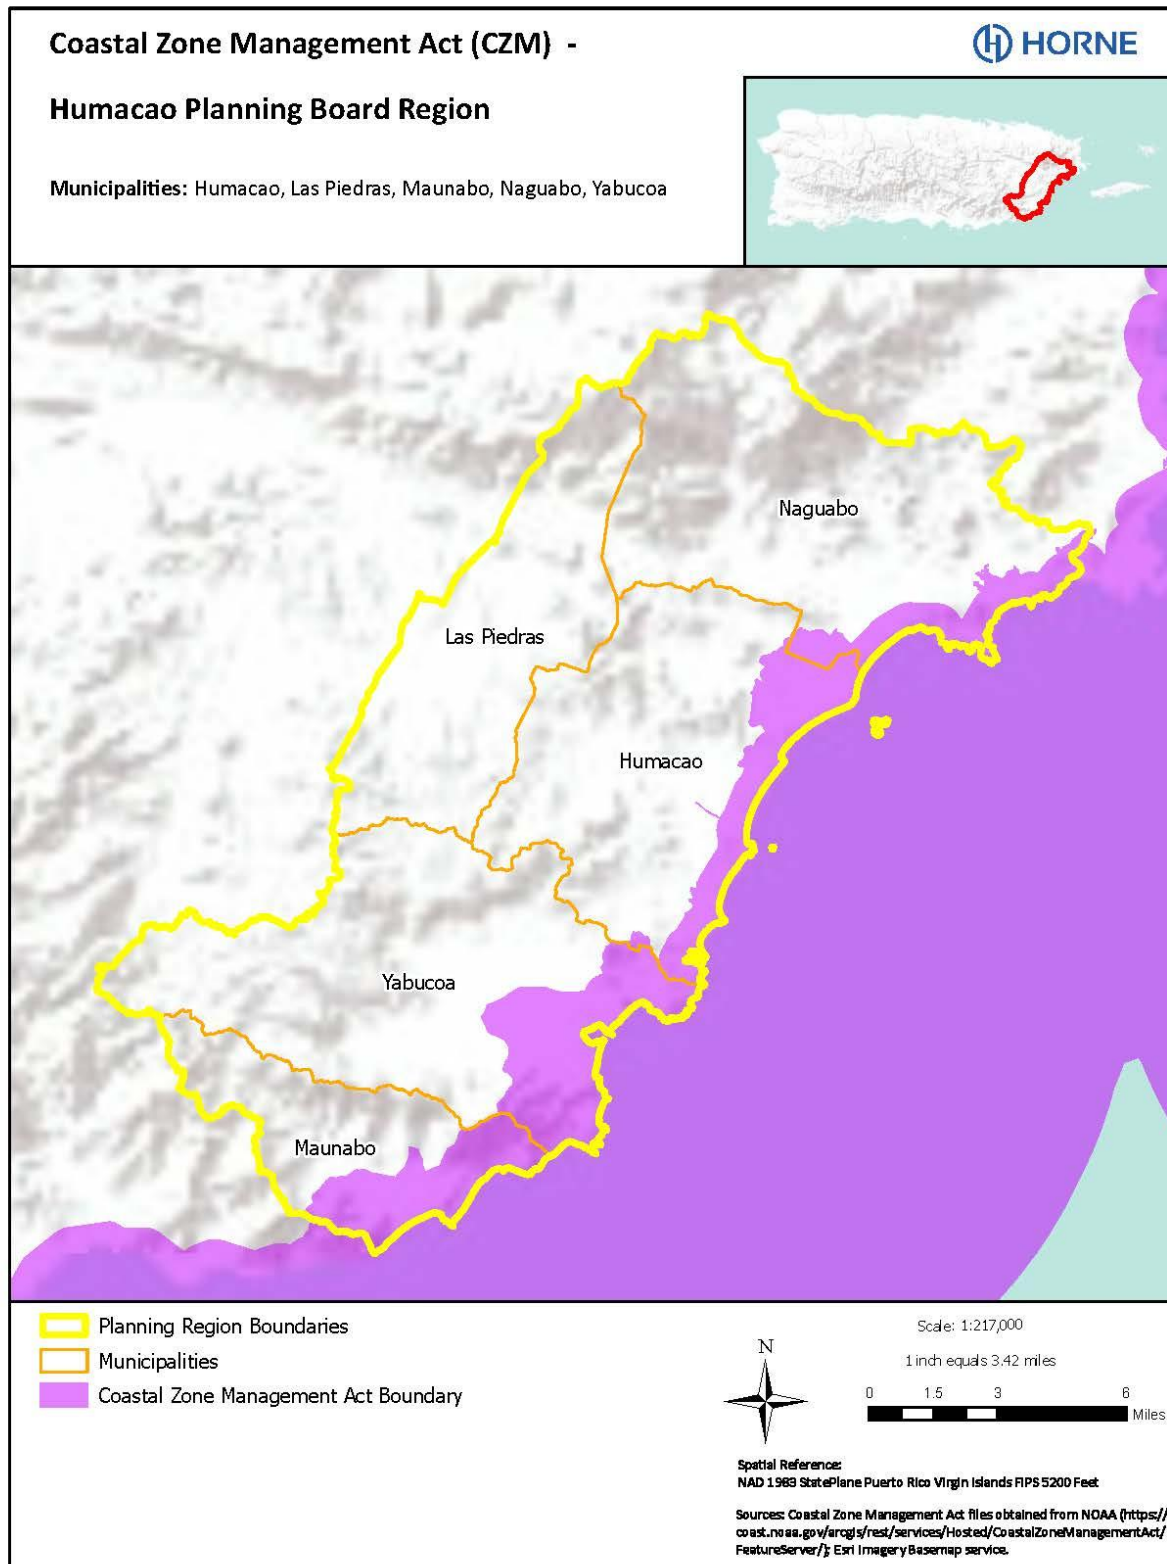 Coastal Zone Management Act (CZM) -
HORNE
Humacao Planning Board Region
Municipalities: Humacao, Las Piedras, Maunabo, Naguabo, Yabucoa
Naguabo
Las Piedras
Humacao
Yabucoa
Maunabo
Planning Region Boundaries
Municipalities
Coastal Zone Management Act Boundary
N
Scale: 1:217,000
1 inch equals 3.42 miles
0 1.5 3 6
Miles
Spatial Reference:
NAD 1983 StatePlane Puerto Rico Virgin Islands FIPS 5200 Feet
Sources: Coastal Zone Management Act files obtained from NOAA (https://
coast.noaa.gov/arcgis/rest/services/Hosted/CoastalZoneManagementAct/
FeatureServer/); Esri Imagery Basemap service.